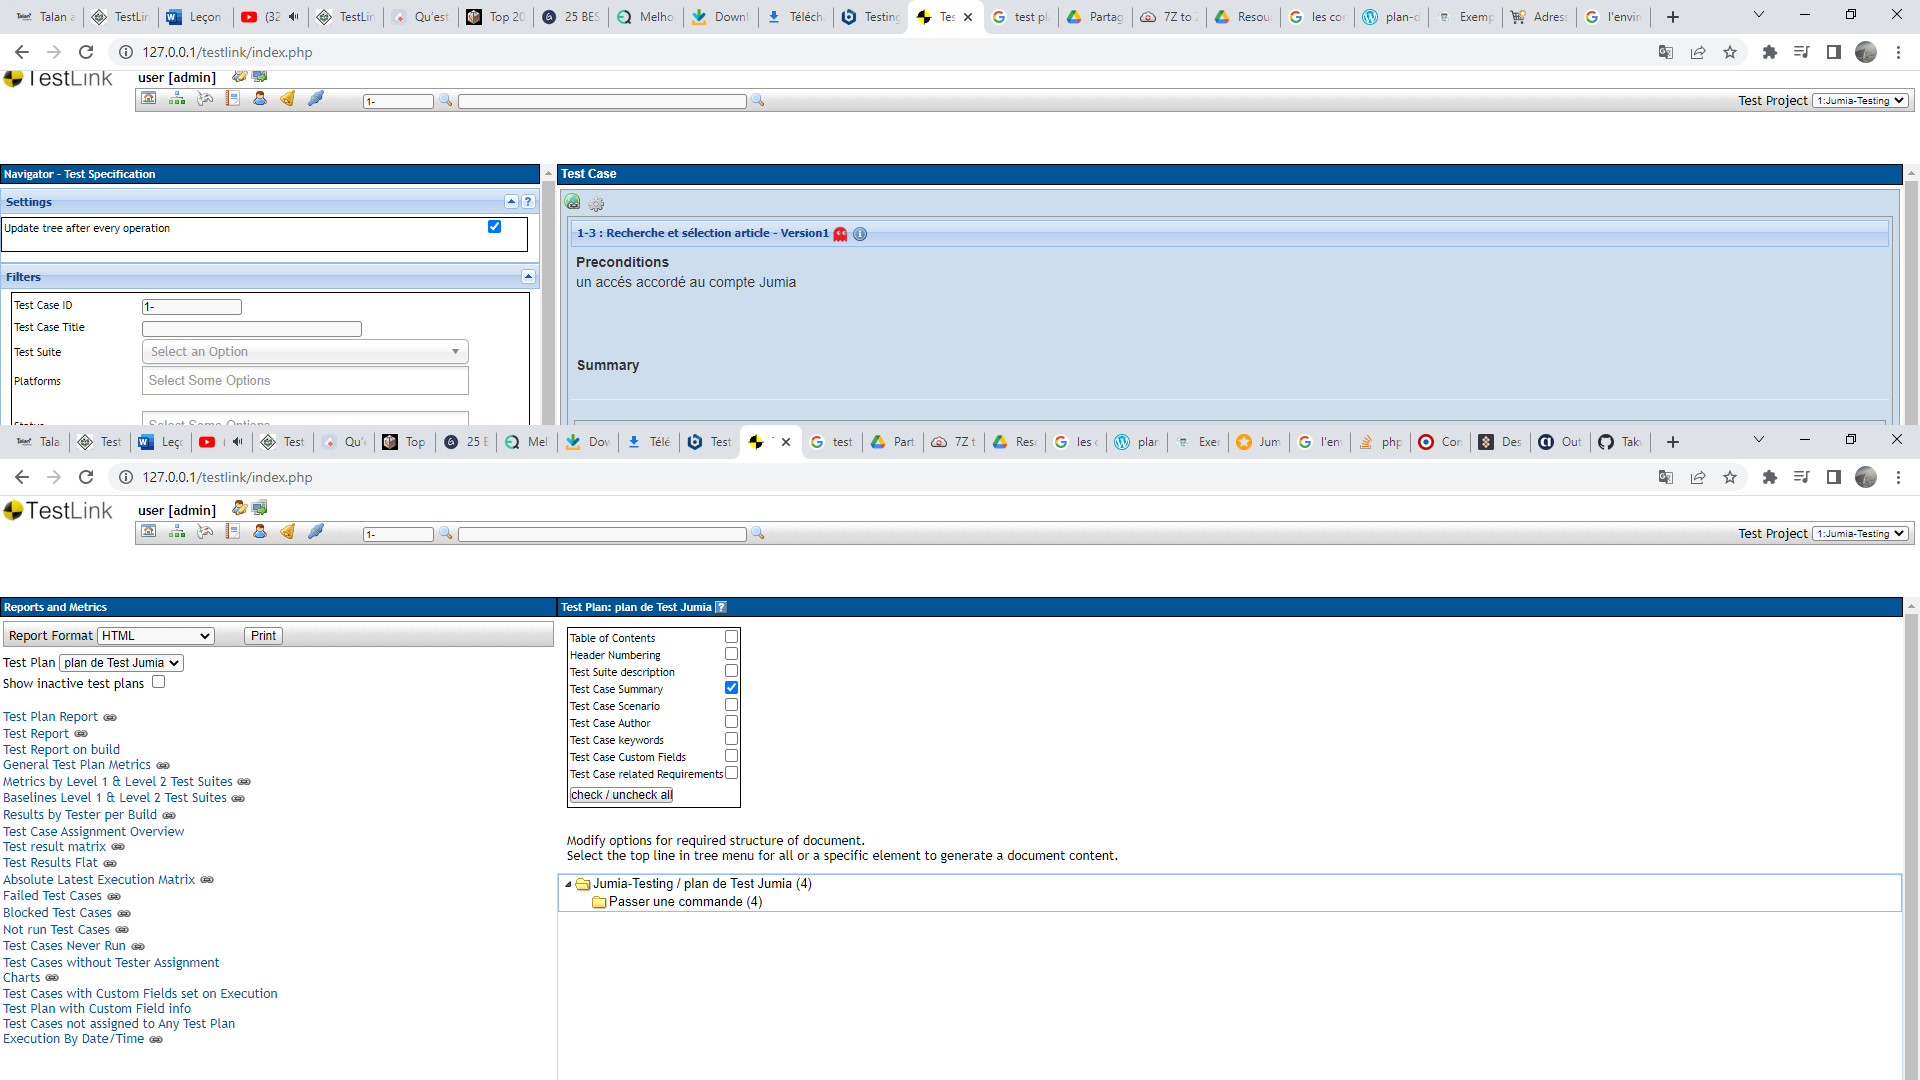 Talan a
TestLin
Leçon
(32
TestLin
Qu'est
Top 20
25 BES
Melho
Downl
Téléch
Testing
Tes
test pl
Partag
7Z to
Resour
les cor
plan-d
Exemp
Adress
l'envir
127.0.0.1/testlink/index.php
TestLink
user [admin]
1-
Test Project 1:Jumia-Testing
Navigator - Test Specification
Settings
Update tree after every operation
Filters
Test Case ID 1-
Test Case Title
Test Suite Select an Option
Platforms Select Some Options
Select Some Options
Test Case
1-3 : Recherche et sélection article - Version1
Preconditions
un accés accordé au compte Jumia
Summary
Tala
Test
Leç
Test
Qu'
Top
25 B
Mel
Dov
Télé
Test
test
Part
7Z t
Res
les c
plar
Exer
Jum
l'env
php
Cor
Des
Out
Tak
127.0.0.1/testlink/index.php
TestLink
user [admin]
1-
Test Project 1:Jumia-Testing
Reports and Metrics
Report Format HTML Print
Test Plan plan de Test Jumia
Show inactive test plans
Test Plan Report
Test Report
Test Report on build
General Test Plan Metrics
Metrics by Level 1 & Level 2 Test Suites
Baselines Level 1 & Level 2 Test Suites
Results by Tester per Build
Test Case Assignment Overview
Test result matrix
Test Results Flat
Absolute Latest Execution Matrix
Failed Test Cases
Blocked Test Cases
Not run Test Cases
Test Cases Never Run
Test Cases without Tester Assignment
Charts
Test Cases with Custom Fields set on Execution
Test Plan with Custom Field info
Test Cases not assigned to Any Test Plan
Execution By Date/Time
Test Plan: plan de Test Jumia ?
Table of Contents
Header Numbering
Test Suite description
Test Case Summary
Test Case Scenario
Test Case Author
Test Case keywords
Test Case Custom Fields
Test Case related Requirements
check / uncheck all
Modify options for required structure of document.
Select the top line in tree menu for all or a specific element to generate a document content.
Jumia-Testing / plan de Test Jumia (4)
Passer une commande (4)